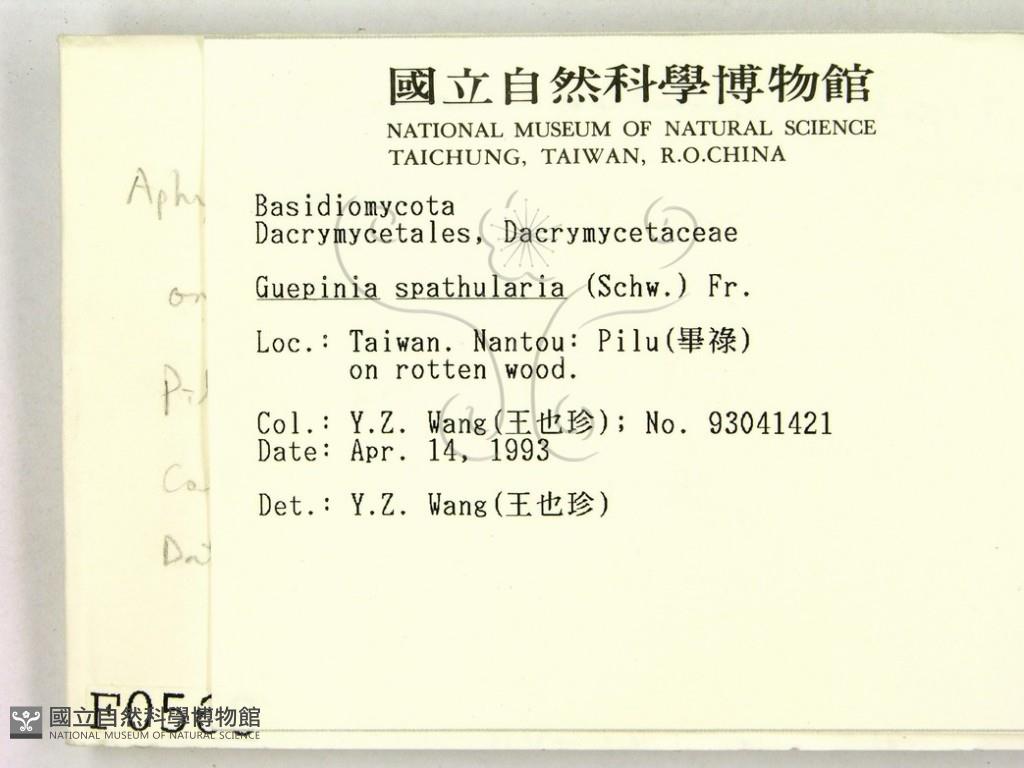 國立自然科學博物館
NATIONAL MUSEUM OF NATURAL SCIENCE
TAICHUNG, TAIWAN, R.O.CHINA
Basidiomycota
Dacrymycetales, Dacrymycetaceae
Guepinia spathularia (Schw.) Fr.
Loc.: Taiwan. Nantou: Pilu(畢祿)
on rotten wood.
Col.: Y.Z. Wang(王也珍); No. 93041421
Date: Apr. 14, 1993
Det.: Y.Z. Wang(王也珍)
Aph
on
國立自然科學博物館
NATIONAL MUSEUM OF NATURAL SCIENCE